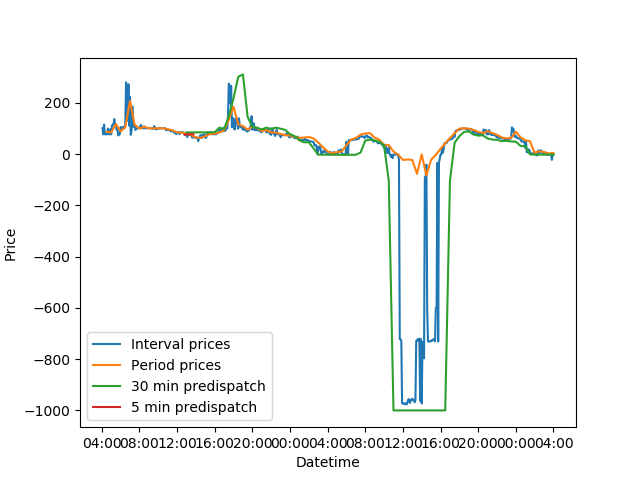 200
0
−200
−400
−600
−800
−1000
Price
Interval prices
Period prices
30 min predispatch
5 min predispatch
04:00 08:00 12:00 16:00 20:00 00:00 04:00 08:00 12:00 16:00 20:00 00:00 04:00
Datetime